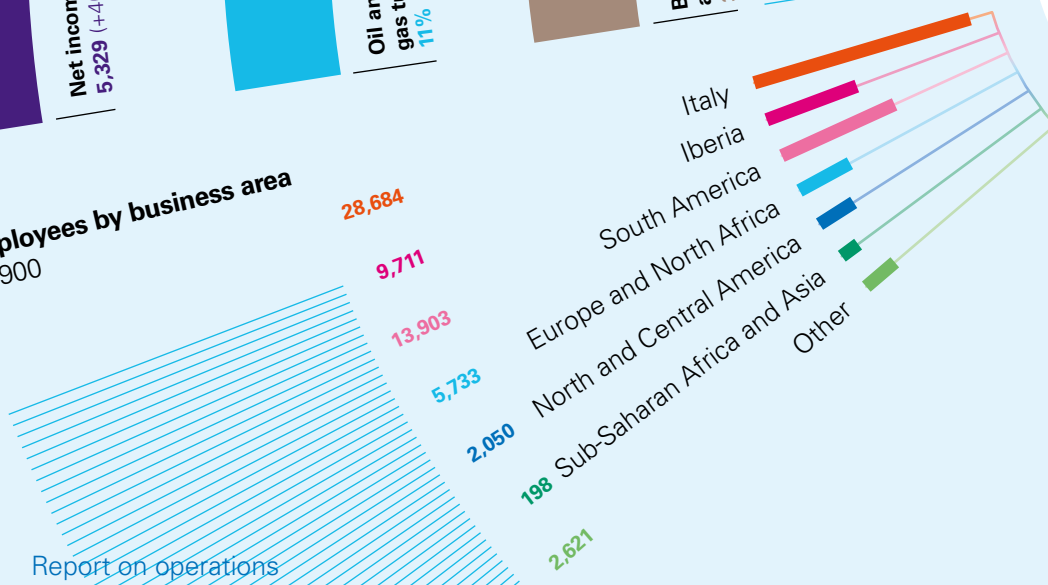 Net incom
5,329
Oil an
gas t
11%
Italy
Iberia
South America
Europe and North Africa
North and Central America
Sub-Saharan Africa and Asia
Other
28,684
9,711
13,903
5,733
2,050
198
2,621
ployees by business area
900
Report on operations